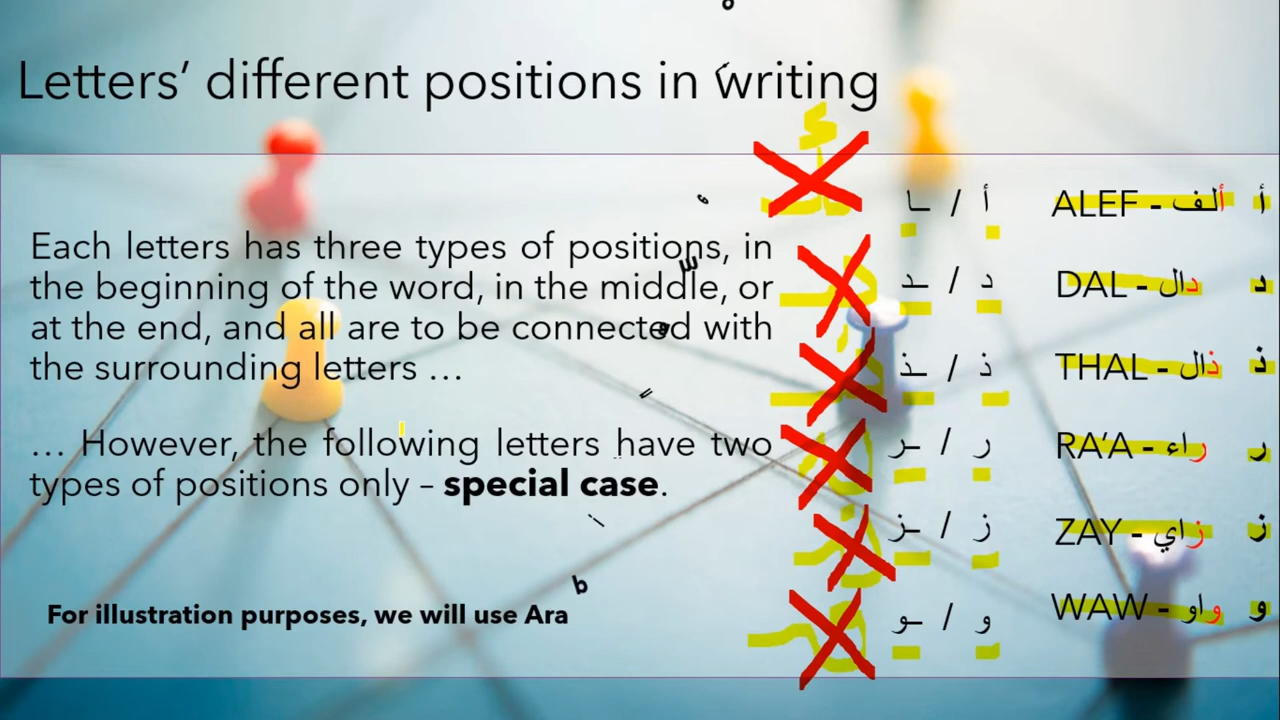 Letters’ different positions in writing
Each letters has three types of positions, in
the beginning of the word, in the middle, or
at the end, and all are to be connected with
the surrounding letters …
… However, the following letters have two
types of positions only – special case.
For illustration purposes, we will use Ara
b
أ / ـا
د / ـد
ذ / ـذ
ر / ـر
ز / ـز
و / ـو
ALEF - ألف أ
DAL - دال د
THAL - ذال ذ
RA’A - راء ر
ZAY - زاي ز
WAW - واو و